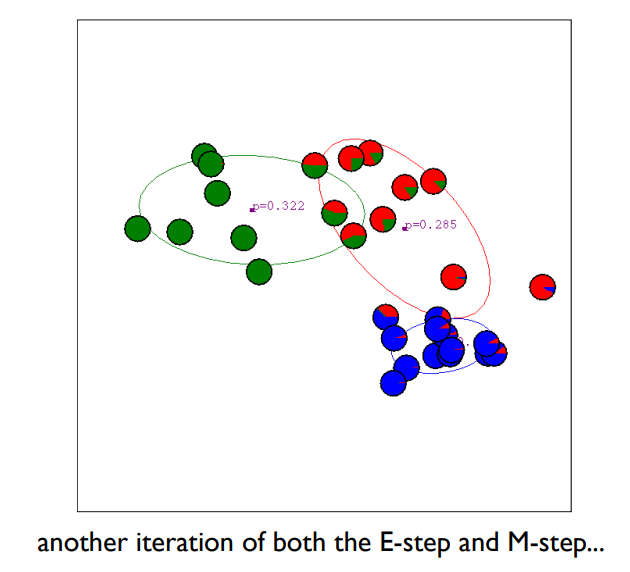 p=0.322
p=0.285
another iteration of both the E-step and M-step...